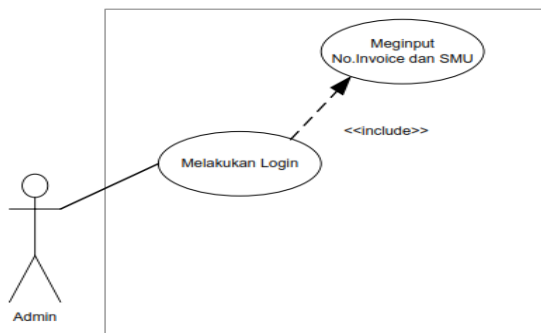 Meginput
No.Invoice dan SMU
<<include>>
Melakukan Login
Admin